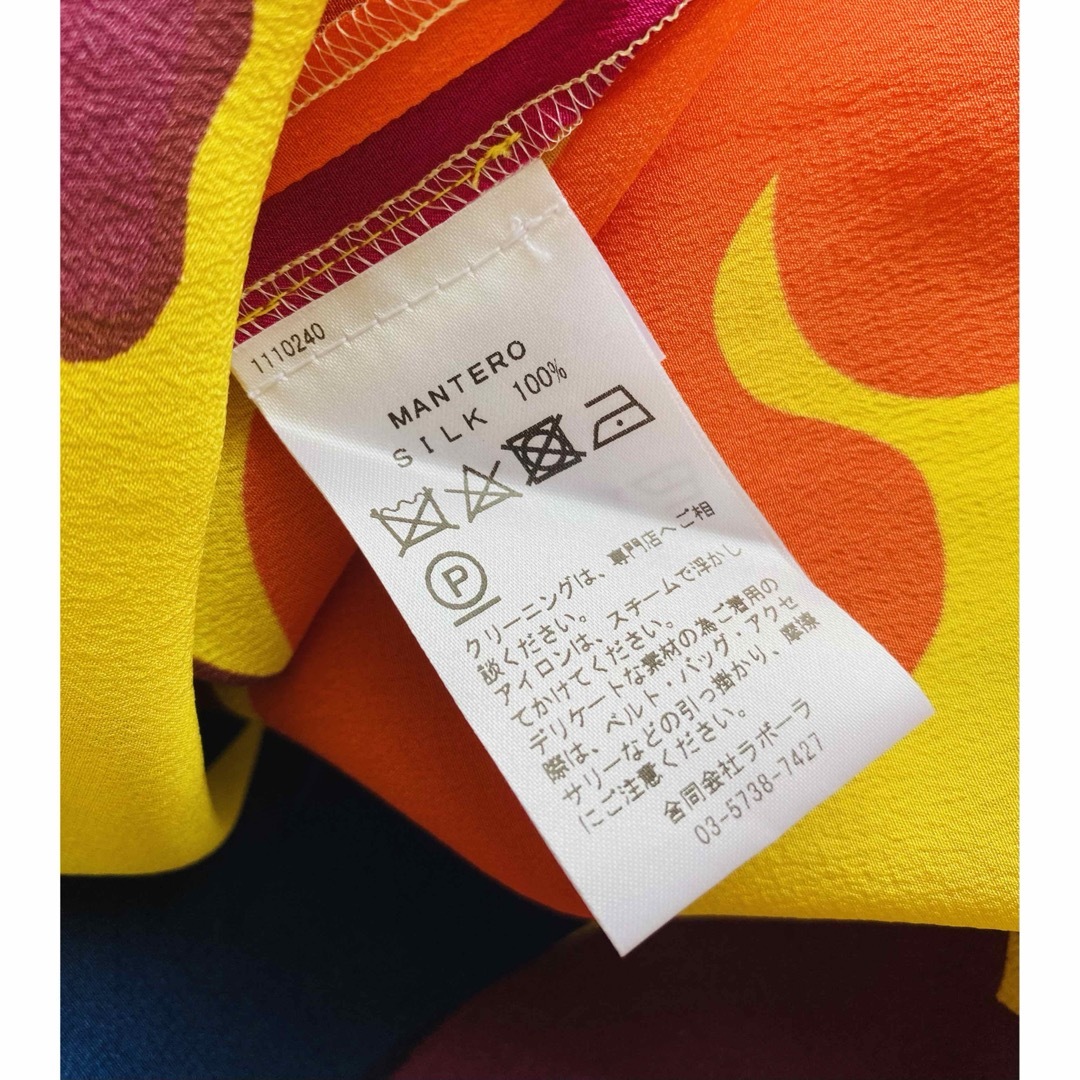 1110240
MANTERO
SILK 100%
P
クリーニングは、専門店へご相
談ください。
アイロンは、スチームで浮かし
てかけてください。
デリケートな素材の為ご着用の
際は、ベルト・バッグ・アクセ
サリーなどの引っ掛かり、摩擦
にご注意ください。
合同会社ラボーラ
03-5738-7427